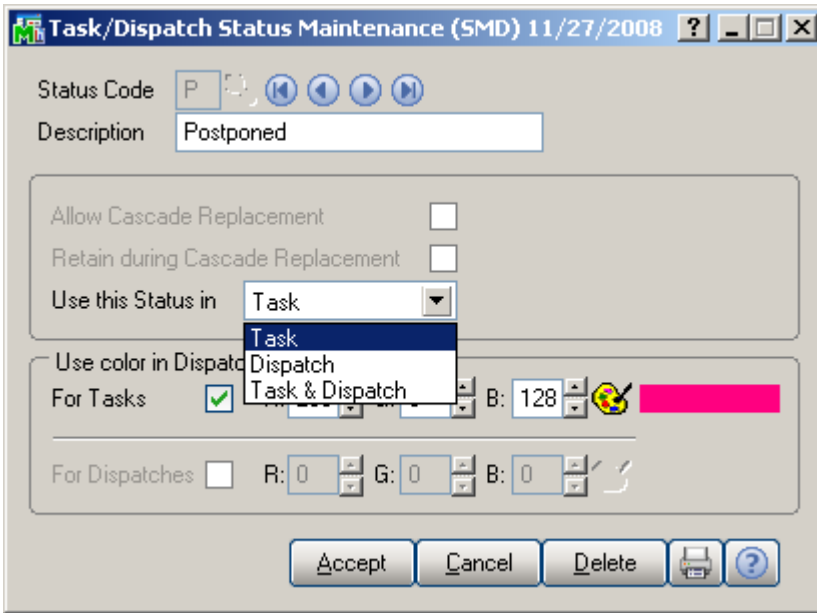 Task/Dispatch Status Maintenance (SMD) 11/27/2008 ?
Status Code P
Description Postponed
Allow Cascade Replacement
Retain during Cascade Replacement
Use this Status in Task
Task
Dispatch
Task & Dispatch
Use color in
For Tasks B: 128
For Dispatches R: 0 G: 0 B: 0
Accept Cancel Delete ?